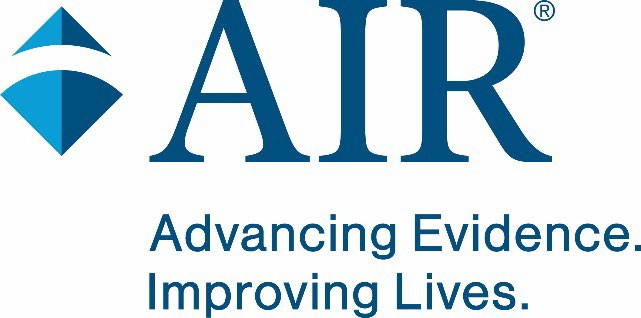 AIR®
Advancing Evidence.
Improving Lives.